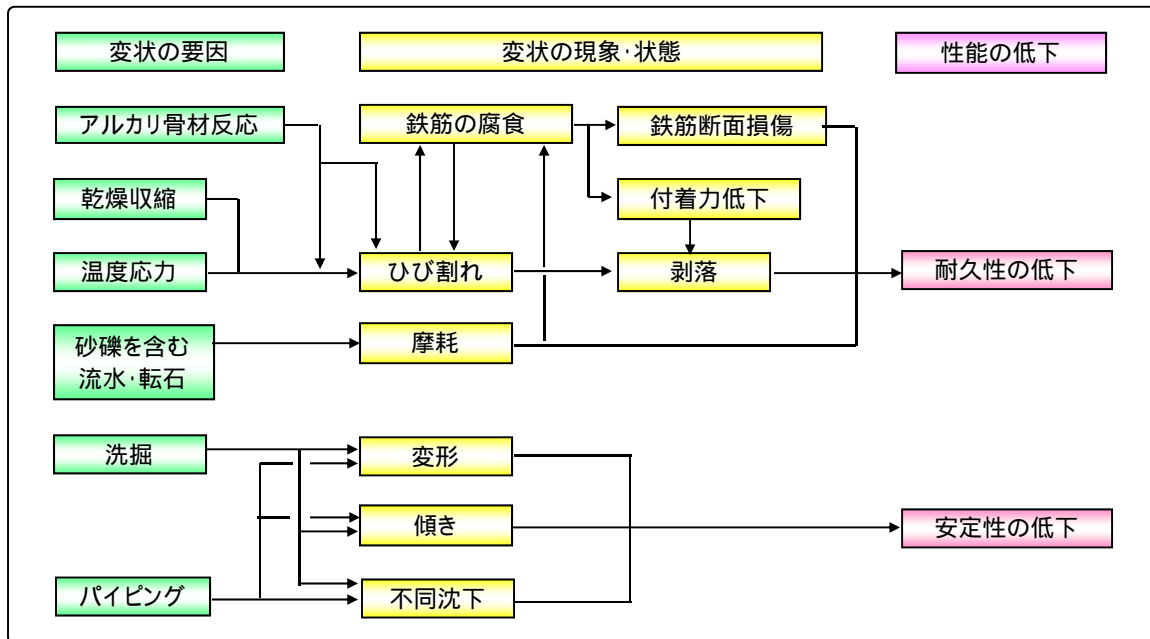 変状の要因
変状の現象・状態
性能の低下
アルカリ骨材反応
鉄筋の腐食
鉄筋断面損傷
乾燥収縮
付着力低下
温度応力
ひび割れ
剥落
耐久性の低下
砂礫を含む
流水・転石
摩耗
洗掘
変形
傾き
安定性の低下
パイピング
不同沈下